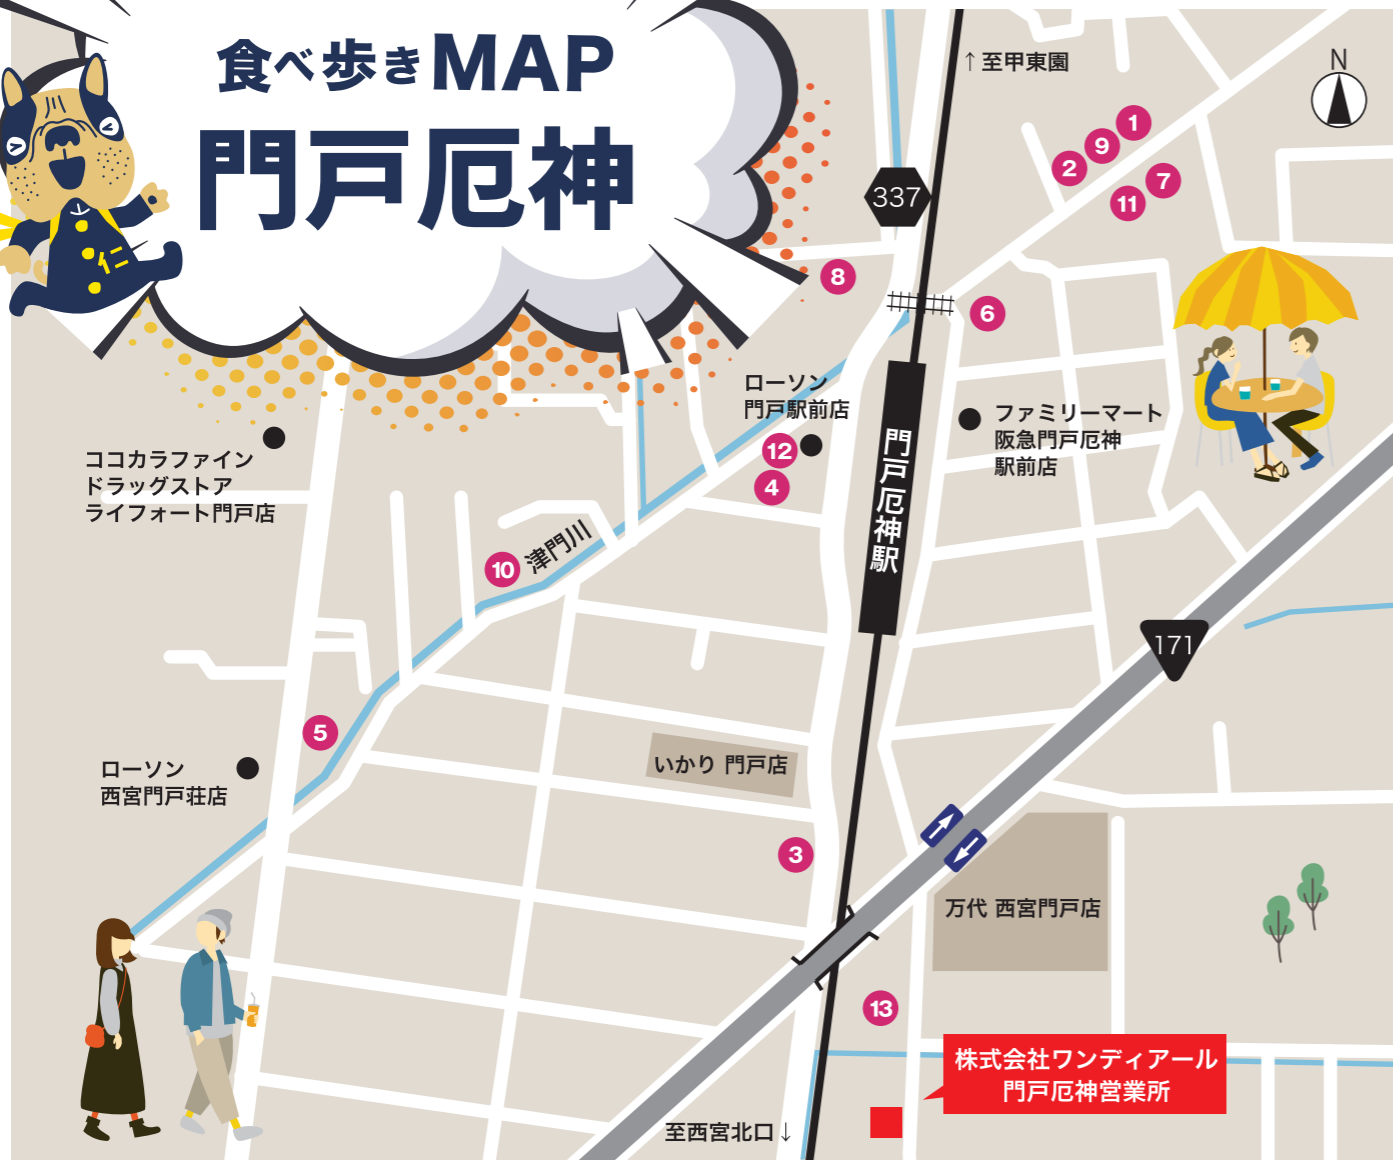 食べ歩きMAP
門戸厄神
仁
↑至甲東園
N
337
1
9
2
7
11
8
6
ローソン
門戸駅前店
12
4
門戸厄神駅
ファミリーマート
阪急門戸厄神
駅前店
ココカラファイン
ドラッグストア
ライフォート門戸店
10
津門川
171
5
ローソン
西宮門戸荘店
いかり 門戸店
3
万代 西宮門戸店
13
株式会社ワンディアール
門戸厄神営業所
至西宮北口↓